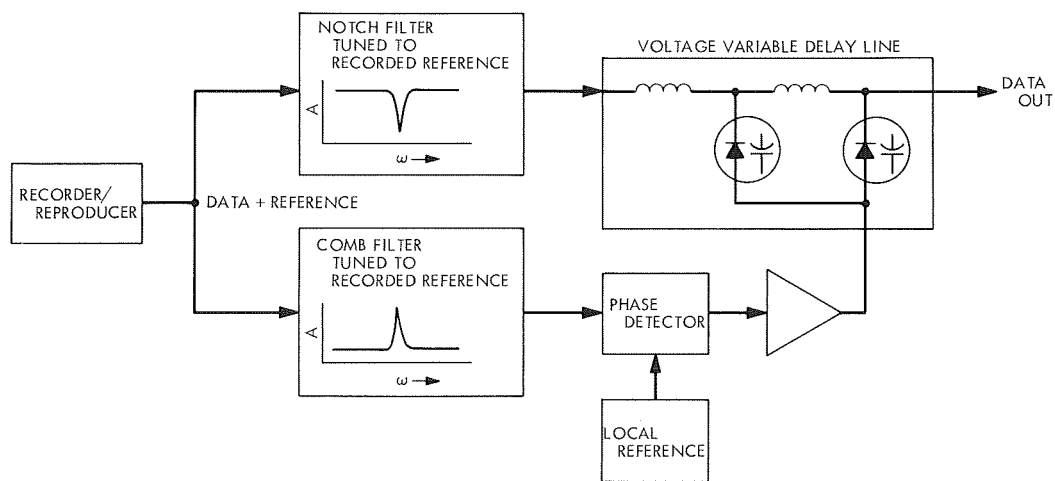 NOTCH FILTER
TUNED TO
RECORDED REFERENCE
A
ω
VOLTAGE VARIABLE DELAY LINE
DATA
OUT
RECORDER/
REPRODUCER
DATA + REFERENCE
COMB FILTER
TUNED TO
RECORDED REFERENCE
A
ω
PHASE
DETECTOR
LOCAL
REFERENCE